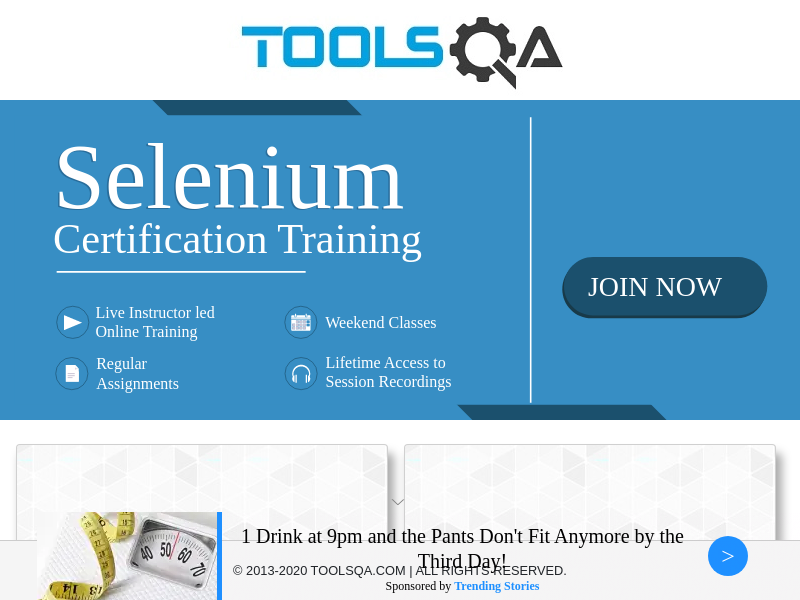 TOOLSQA
Selenium
Certification Training
JOIN NOW
Live Instructor led
Online Training
Weekend Classes
Regular
Assignments
Lifetime Access to
Session Recordings
40 50 60 70
1 Drink at 9pm and the Pants Don't Fit Anymore by the
Third Day!
>
© 2013-2020 TOOLSQA.COM | ALL RIGHTS RESERVED.
Sponsored by Trending Stories